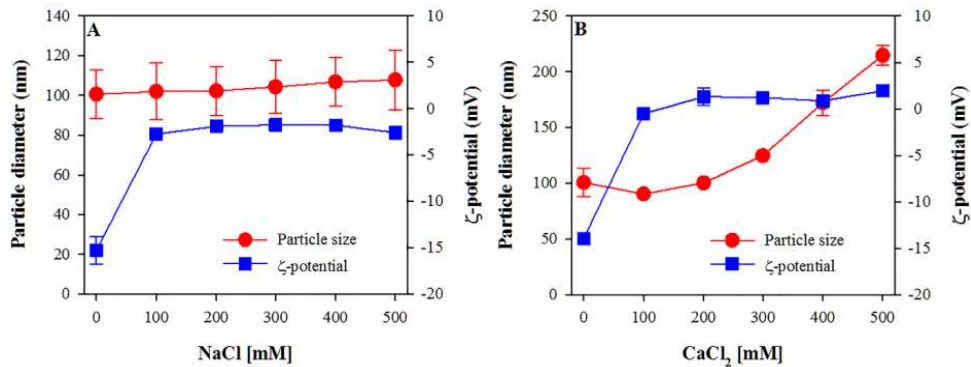 A
Particle diameter (nm)
140
120
100
80
60
40
20
0
10
5
0
-5
-10
-15
-20
ζ-potential (mV)
Particle size
ζ-potential
0 100 200 300 400 500
NaCl [mM]
B
Particle diameter (nm)
250
200
150
100
50
0
10
5
0
-5
-10
-15
-20
ζ-potential (mV)
Particle size
ζ-potential
0 100 200 300 400 500
CaCl₂ [mM]